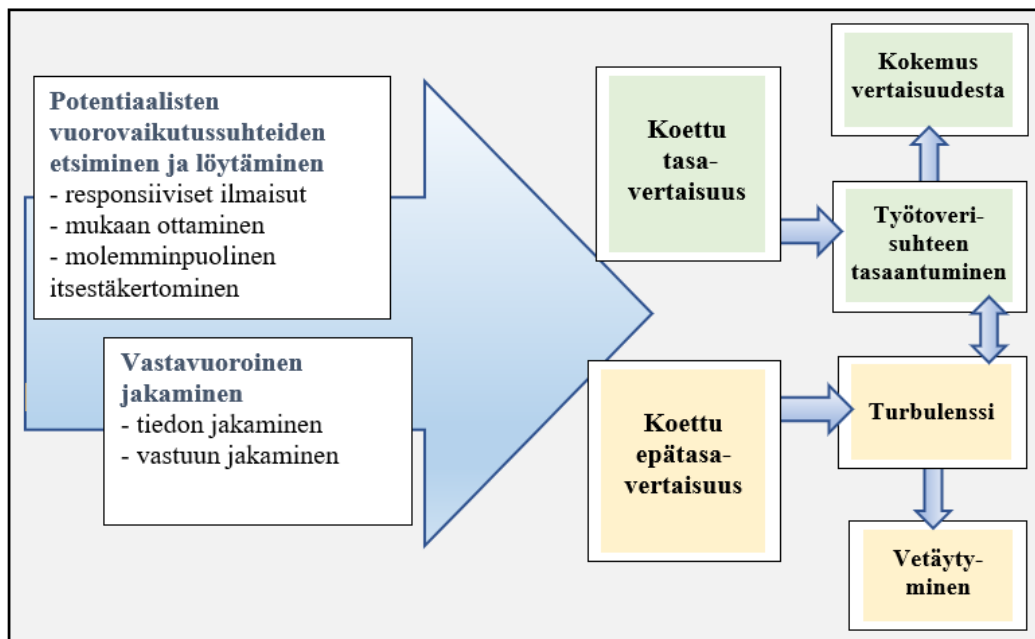 Potentiaalisten
vuorovaikutussuhteiden
etsiminen ja löytäminen
- responsiiviset ilmaisut
- mukaan ottaminen
- molemminpuolinen
itsestäkertominen
Vastavuoroinen
jakaminen
- tiedon jakaminen
- vastuun jakaminen
Koettu
tasa-
vertaisuus
Koettu
epätasa-
vertaisuus
Kokemus
vertaisuudesta
Työtoveri-
suhteen
tasaantuminen
Turbulenssi
Vetäyty-
minen